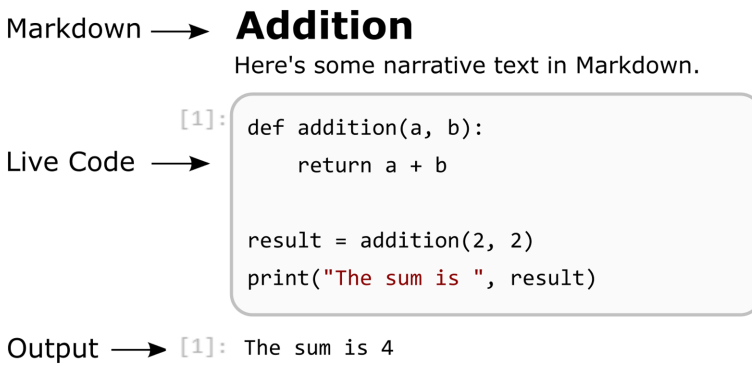 Markdown Addition
Here's some narrative text in Markdown.
[1]:
def addition(a, b):
Live Code
    return a + b
result = addition(2, 2)
print("The sum is ", result)
Output [1]: The sum is 4